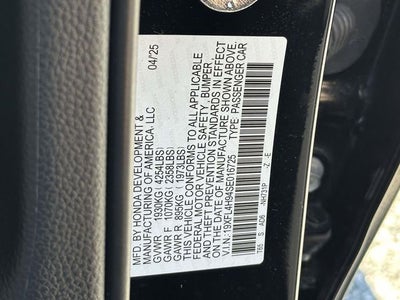 MFD. BY HONDA DEVELOPMENT & 04/25
MANUFACTURING OF AMERICA, LLC
GVWR 1930KG (4254LBS)
GAWR F 1070KG (2358LBS)
GAWR R 895KG (1973LBS)
THIS VEHICLE CONFORMS TO ALL APPLICABLE
FEDERAL MOTOR VEHICLE SAFETY, BUMPER,
AND THEFT PREVENTION STANDARDS IN EFFECT
ON THE DATE OF MANUFACTURE SHOWN ABOVE.
V.I.N.: 19XFL4H94SE016725 TYPE: PASSENGER CAR